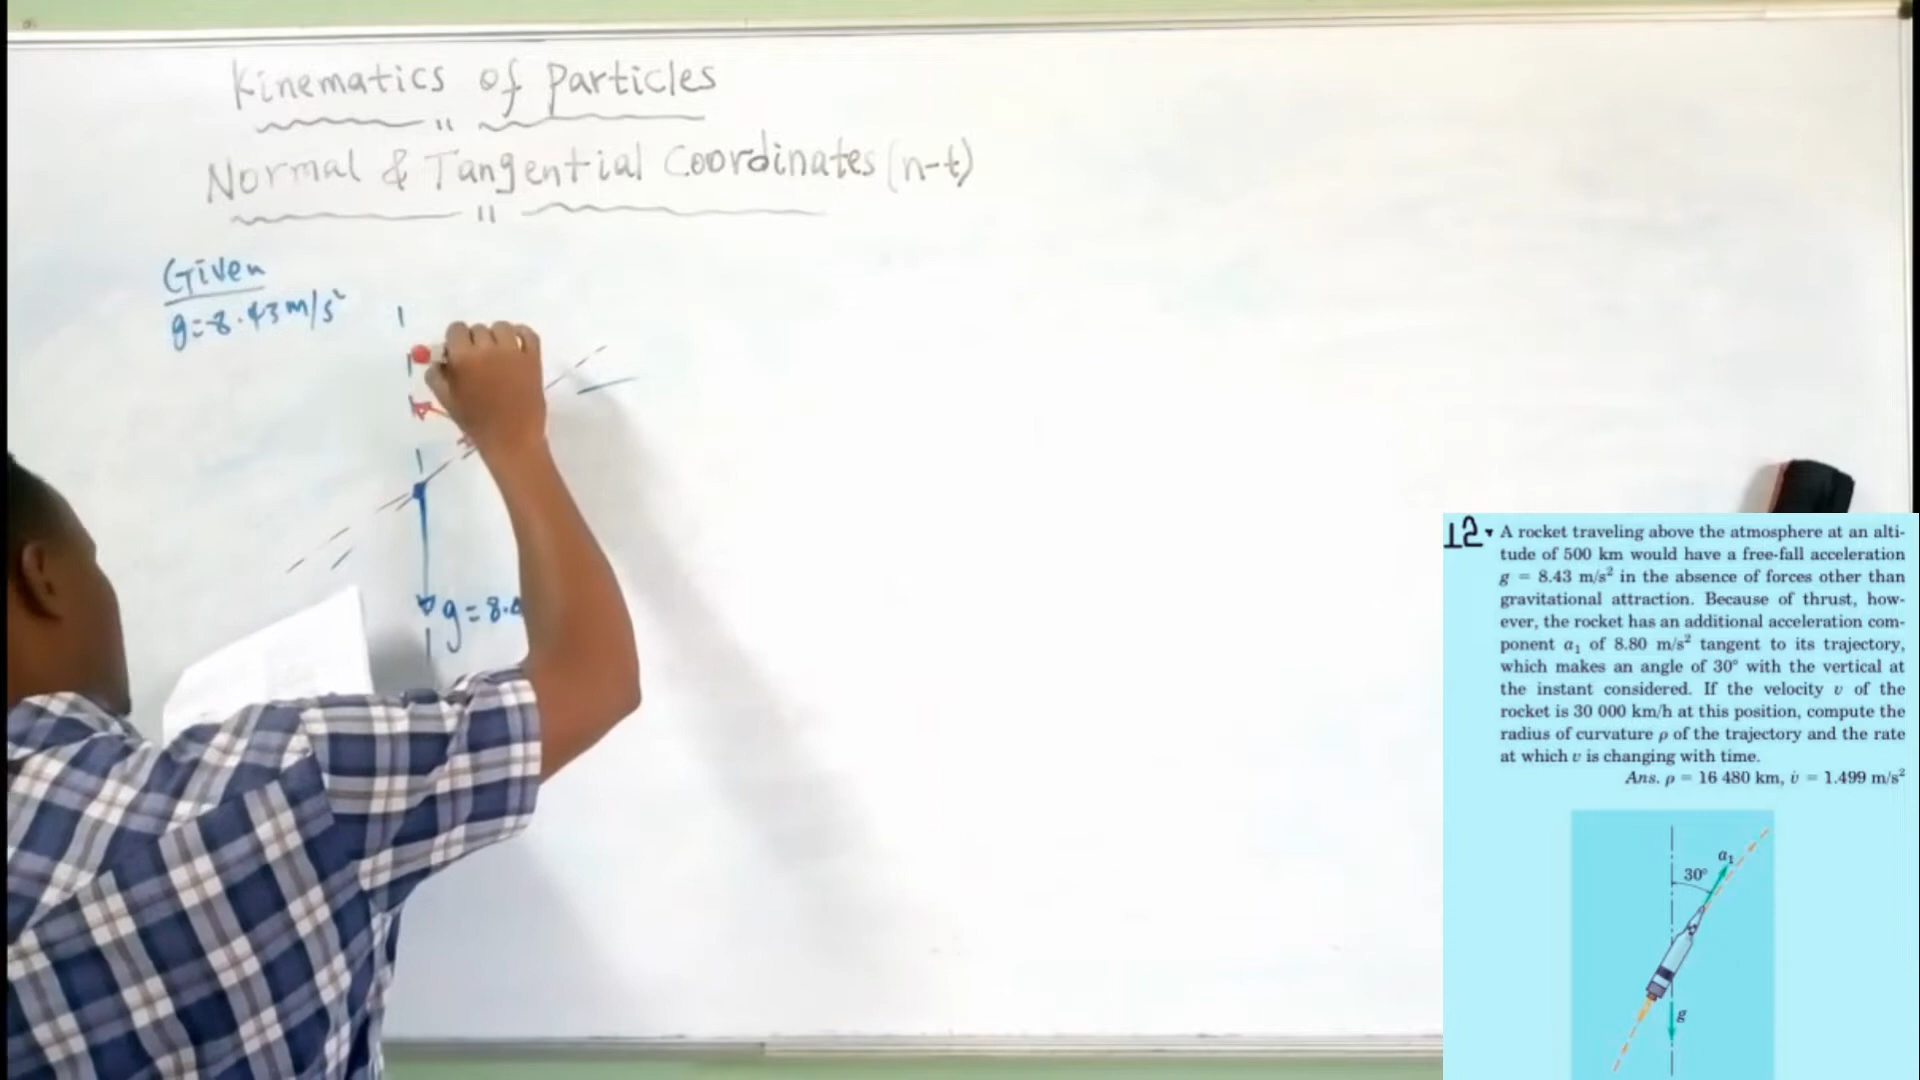 Kinematics of Particles
Normal & Tangential Coordinates (n-t)
Given
g=8.43 m/s²
g=8.
12 A rocket traveling above the atmosphere at an alti-
tude of 500 km would have a free-fall acceleration
g = 8.43 m/s² in the absence of forces other than
gravitational attraction. Because of thrust, how-
ever, the rocket has an additional acceleration com-
ponent a₁ of 8.80 m/s² tangent to its trajectory,
which makes an angle of 30° with the vertical at
the instant considered. If the velocity v of the
rocket is 30 000 km/h at this position, compute the
radius of curvature ρ of the trajectory and the rate
at which v is changing with time.
Ans. ρ = 16 480 km, v̇ = 1.499 m/s²
a₁
30°
g